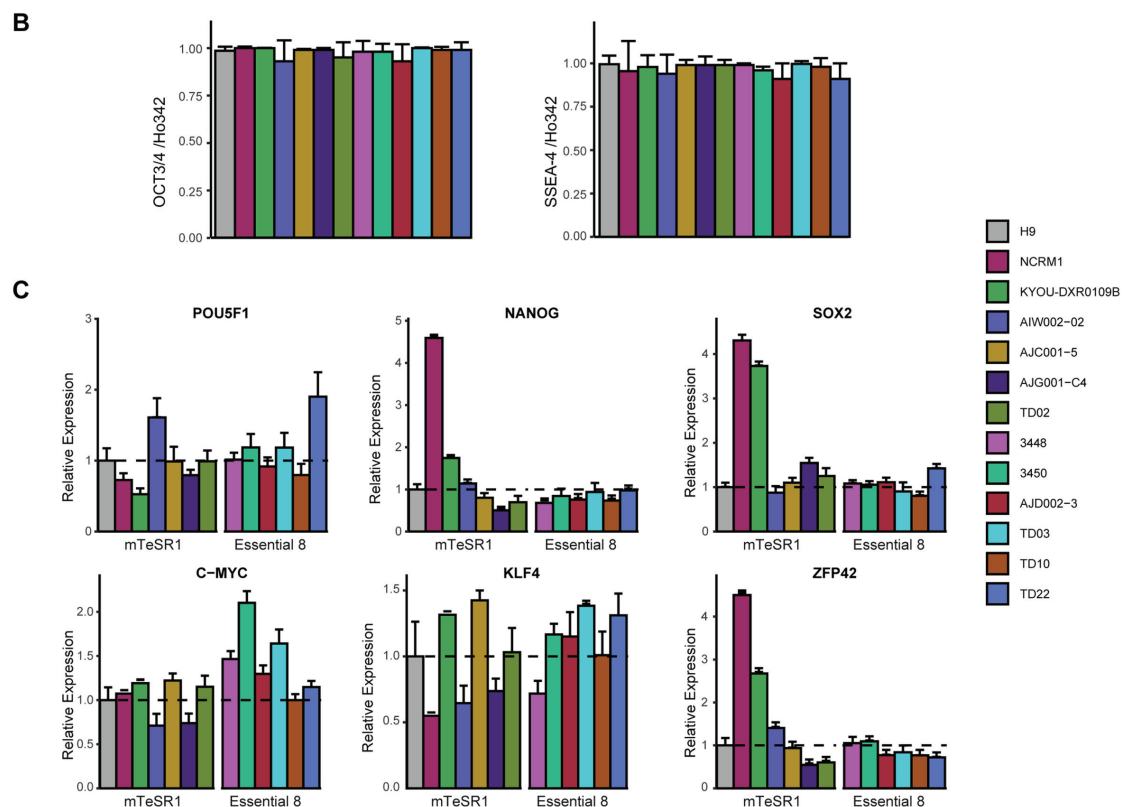 B
OCT3/4 /Ho342
1.00
0.75
0.50
0.25
0.00
SSEA-4 /Ho342
1.00
0.75
0.50
0.25
0.00
H9
NCRM1
KYOU-DXR0109B
AIW002-02
AJC001-5
AJG001-C4
TD02
3448
3450
AJD002-3
TD03
TD10
TD22
C
POU5F1
Relative Expression
3
2
1
0
mTeSR1 Essential 8
NANOG
Relative Expression
5
4
3
2
1
0
mTeSR1 Essential 8
SOX2
Relative Expression
4
3
2
1
0
mTeSR1 Essential 8
C-MYC
Relative Expression
2.0
1.5
1.0
0.5
0.0
mTeSR1 Essential 8
KLF4
Relative Expression
1.5
1.0
0.5
0.0
mTeSR1 Essential 8
ZFP42
Relative Expression
4
3
2
1
0
mTeSR1 Essential 8